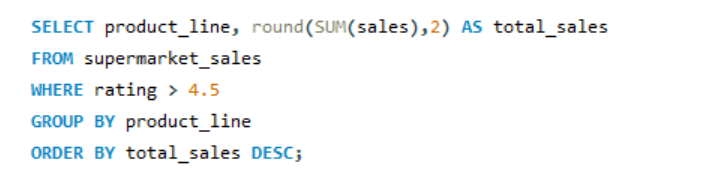 SELECT product_line, round(SUM(sales),2) AS total_sales
FROM supermarket_sales
WHERE rating > 4.5
GROUP BY product_line
ORDER BY total_sales DESC;